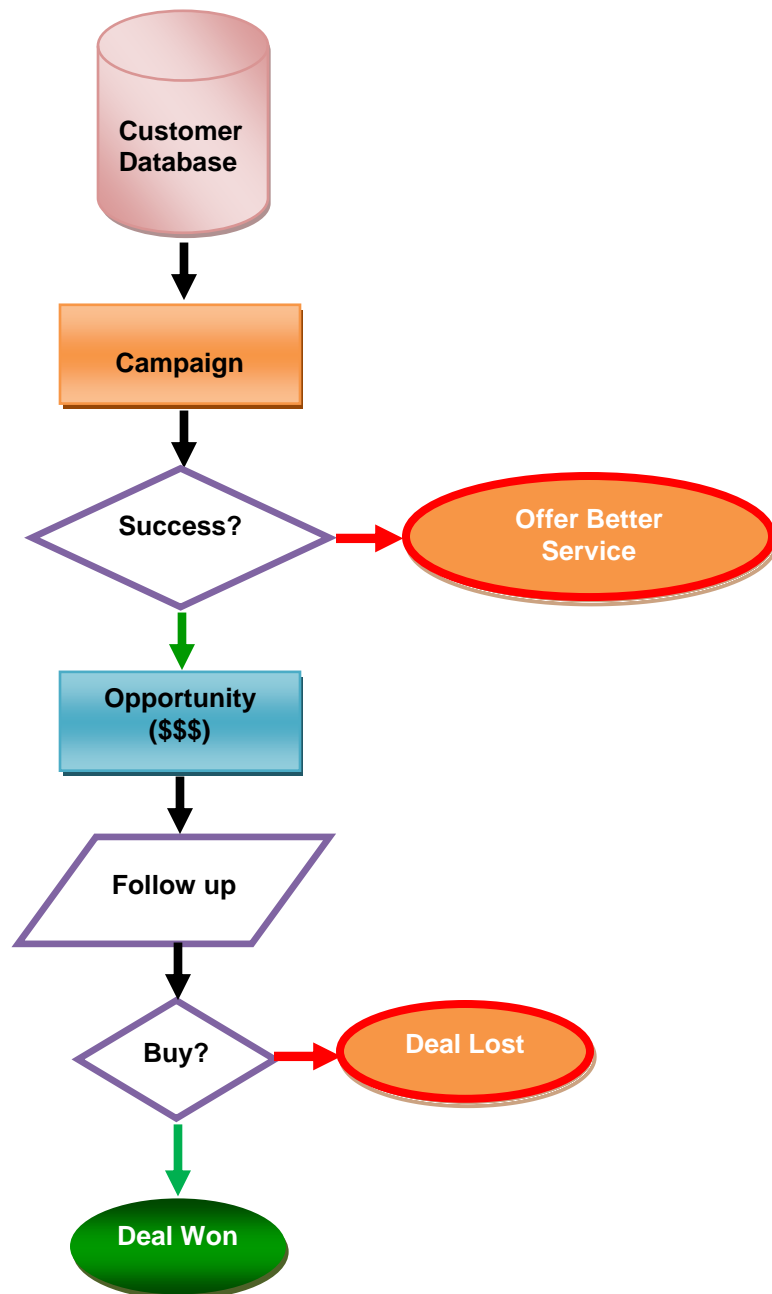 Customer
Database
Campaign
Success?
Offer Better
Service
Opportunity
($$$)
Follow up
Buy?
Deal Lost
Deal Won